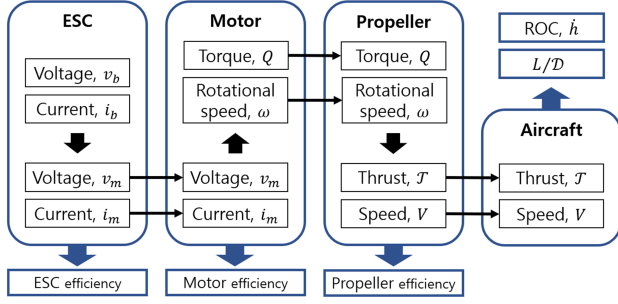 ESC
Voltage, v_b
Current, i_b
Voltage, v_m
Current, i_m
ESC efficiency
Motor
Torque, Q
Rotational
speed, ω
Voltage, v_m
Current, i_m
Motor efficiency
Propeller
Torque, Q
Rotational
speed, ω
Thrust, 𝒯
Speed, V
Propeller efficiency
ROC, ḣ
L/𝒟
Aircraft
Thrust, 𝒯
Speed, V